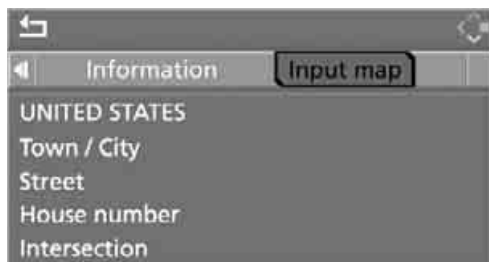 Information Input map
UNITED STATES
Town / City
Street
House number
Intersection